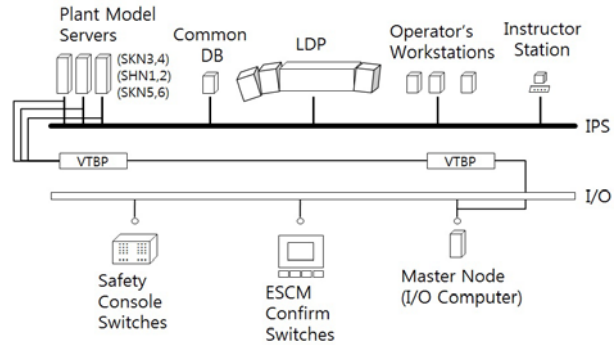 Plant Model
Servers
(SKN3,4)
(SHN1,2)
(SKN5,6)
Common
DB
LDP
Operator's
Workstations
Instructor
Station
IPS
VTBP
VTBP
I/O
Safety
Console
Switches
ESCM
Confirm
Switches
Master Node
(I/O Computer)